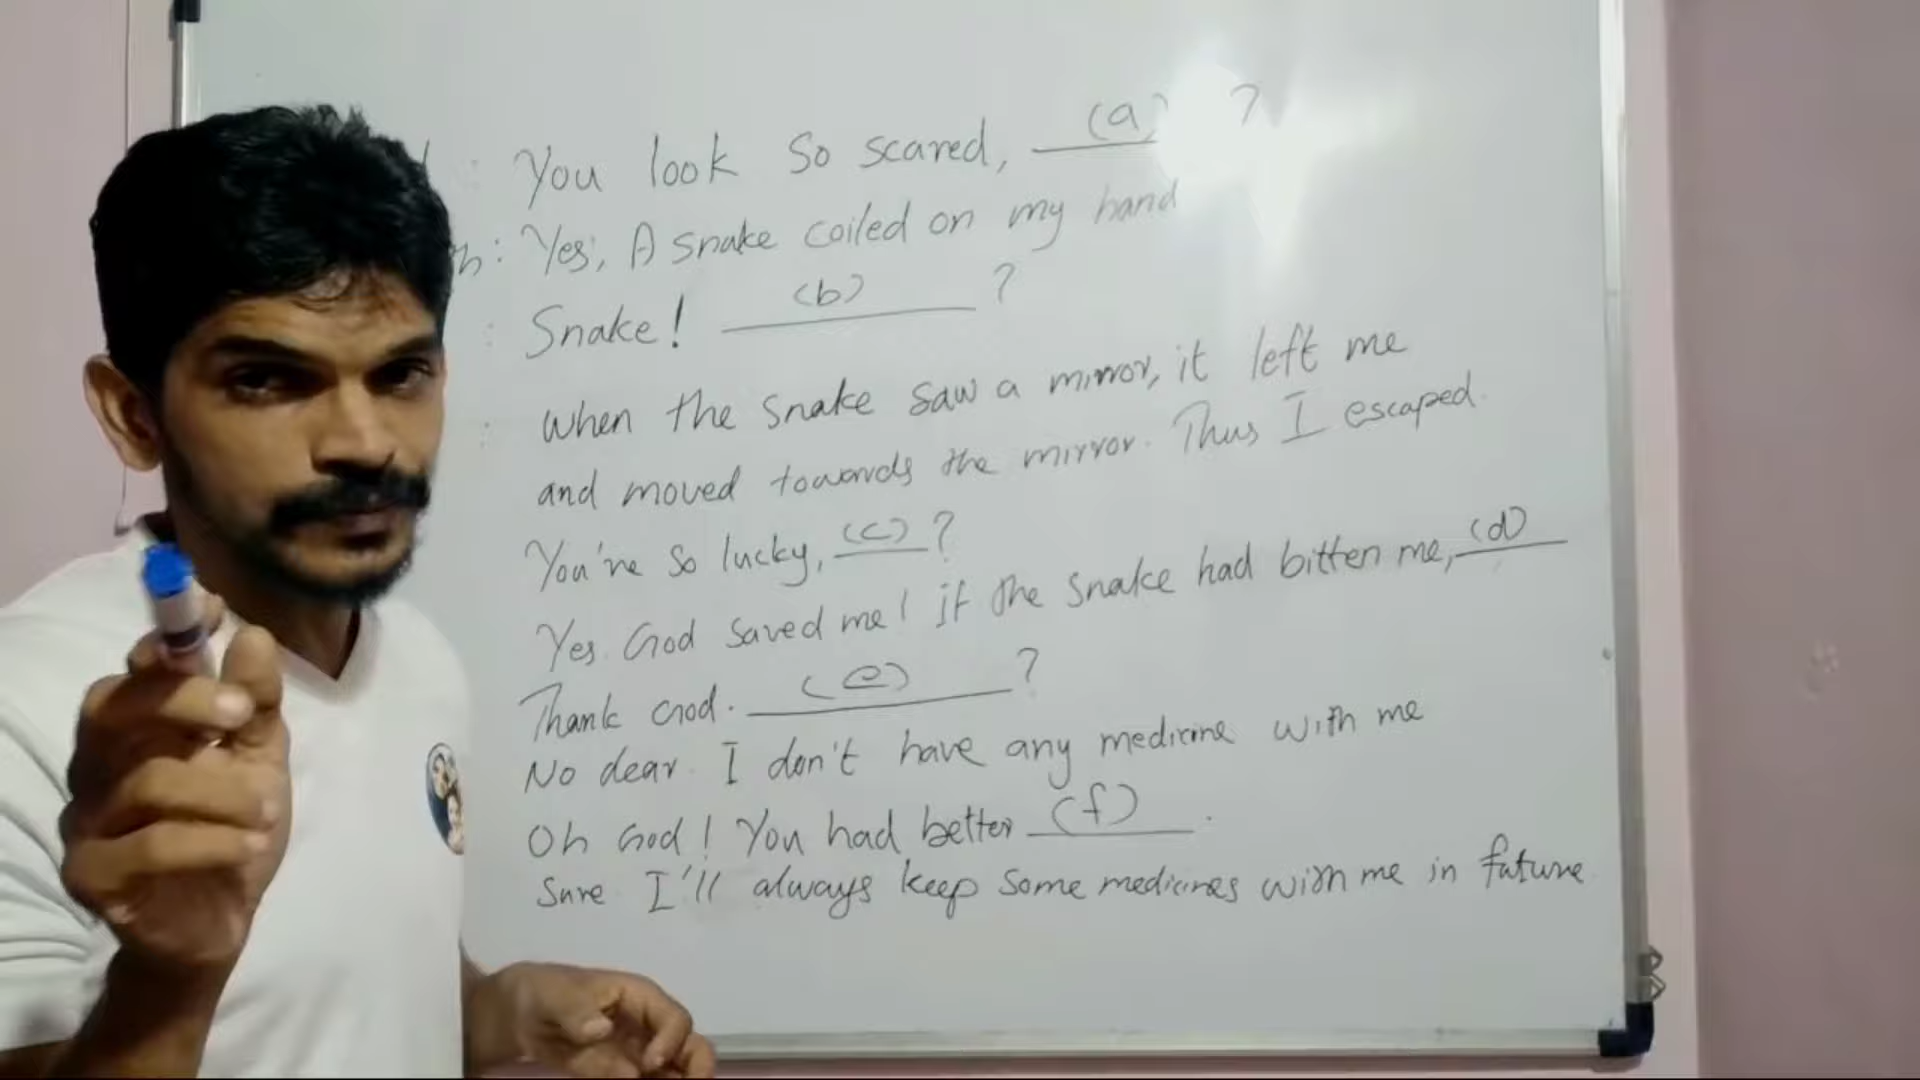 : You look so scared, (a) ?
: Yes, A snake coiled on my hand
: Snake! (b) ?
: When the snake saw a mirror, it left me
and moved towards the mirror. Thus I escaped.
You're so lucky, (c) ?
Yes. God saved me! if the snake had bitten me, (d)
Thank God. (e) ?
No dear. I don't have any medicine with me
Oh God! You had better (f) .
Sure I'll always keep some medicines with me in future